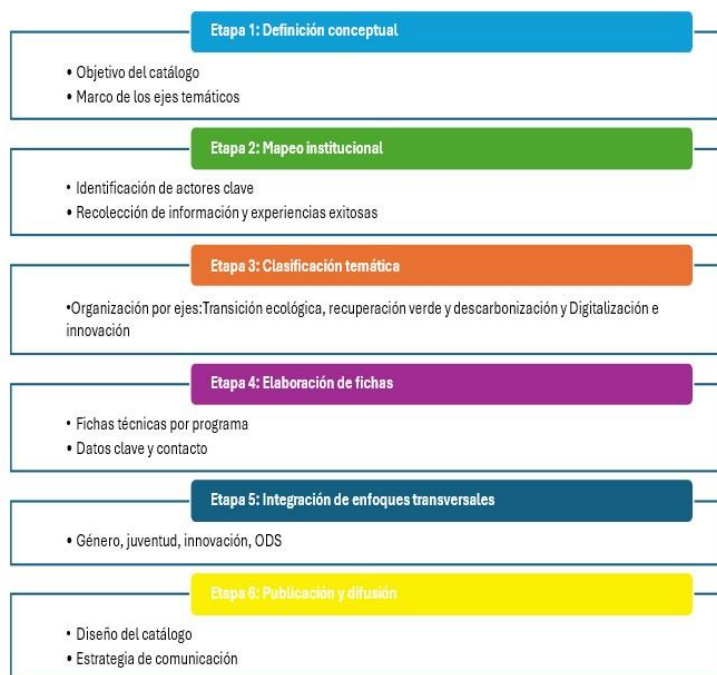 Etapa 1: Definición conceptual
• Objetivo del catálogo
• Marco de los ejes temáticos
Etapa 2: Mapeo institucional
• Identificación de actores clave
• Recolección de información y experiencias exitosas
Etapa 3: Clasificación temática
•Organización por ejes:Transición ecológica, recuperación verde y descarbonización y Digitalización e
innovación
Etapa 4: Elaboración de fichas
• Fichas técnicas por programa
• Datos clave y contacto
Etapa 5: Integración de enfoques transversales
• Género, juventud, innovación, ODS
Etapa 6: Publicación y difusión
• Diseño del catálogo
• Estrategia de comunicación